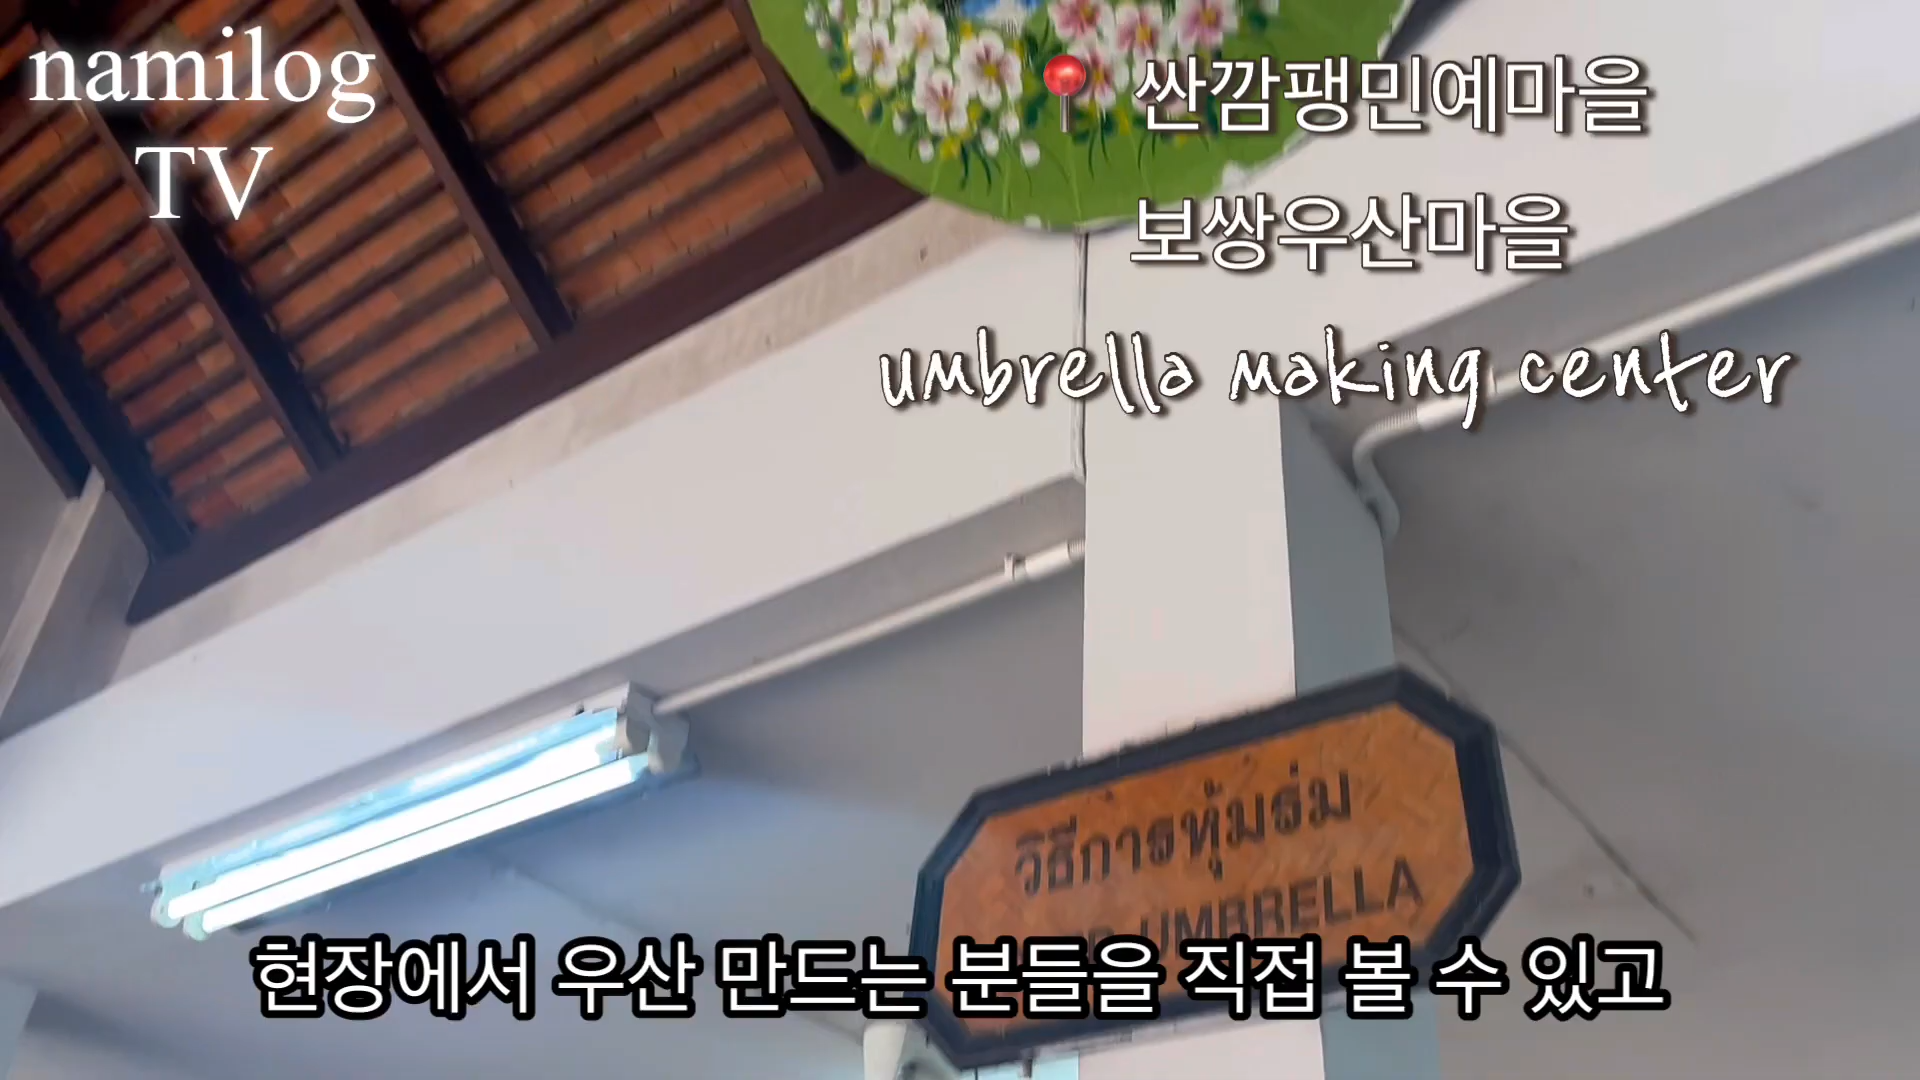 namilog
TV
싼깜팽민예마을
보쌍우산마을
umbrella making center
วิธีการหุ้มร่ม
UMBRELLA
현장에서 우산 만드는 분들을 직접 볼 수 있고